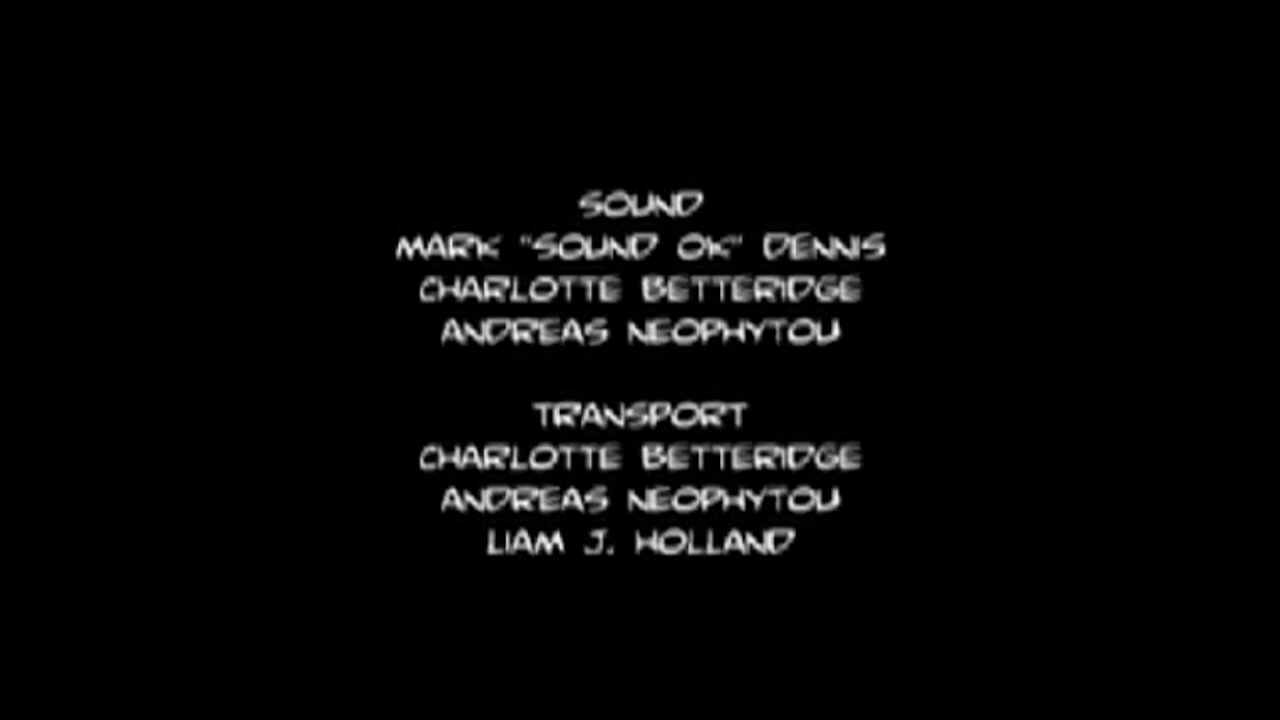 SOUND
MARK "SOUND OK" DENNIS
CHARLOTTE BETTERIDGE
ANDREAS NEOPHYTOU
TRANSPORT
CHARLOTTE BETTERIDGE
ANDREAS NEOPHYTOU
LIAM J. HOLLAND